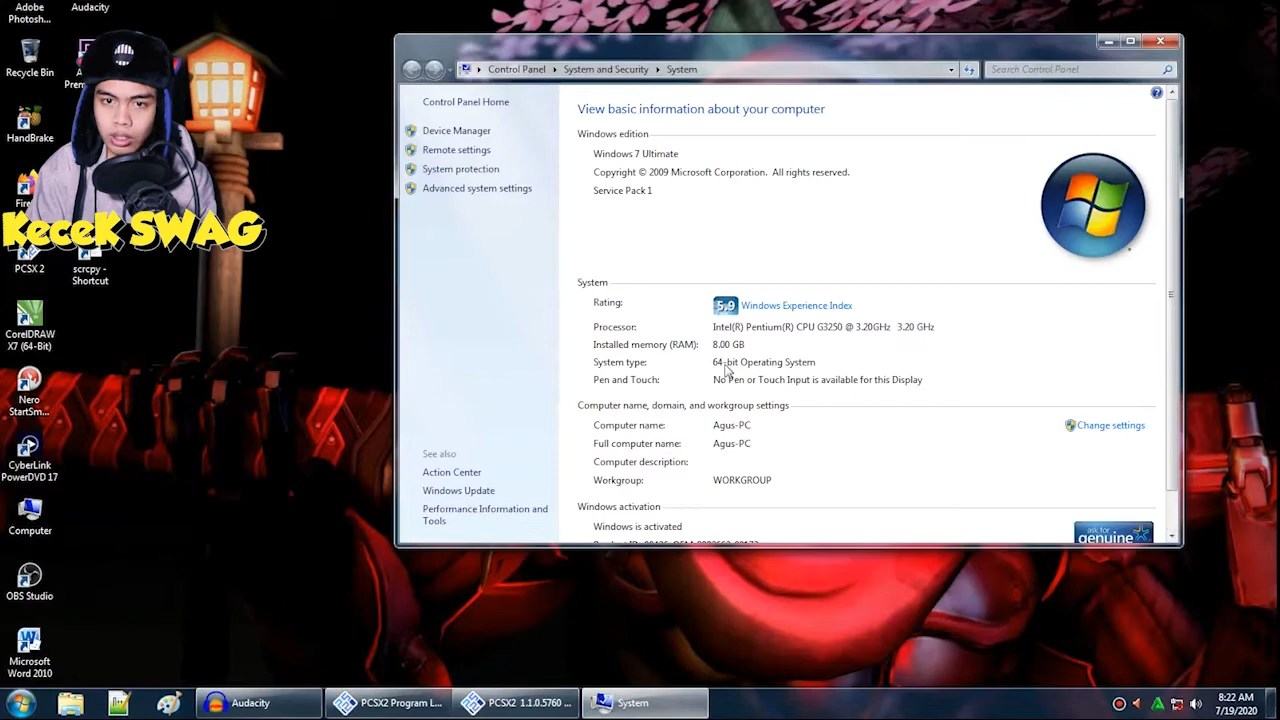 Adobe
Photosh...
Audacity
Recycle Bin
HandBrake
KeceK SWAG
PCSX 2
scrcpy -
Shortcut
CorelDRAW
X7 (64-Bit)
Nero
StartSm...
CyberLink
PowerDVD 17
Computer
OBS Studio
Microsoft
Word 2010
Control Panel
System and Security
System
Search Control Panel
Control Panel Home
Device Manager
Remote settings
System protection
Advanced system settings
See also
Action Center
Windows Update
Performance Information and
Tools
View basic information about your computer
Windows edition
Windows 7 Ultimate
Copyright © 2009 Microsoft Corporation. All rights reserved.
Service Pack 1
System
Rating: 5.9 Windows Experience Index
Processor: Intel(R) Pentium(R) CPU G3250 @ 3.20GHz 3.20 GHz
Installed memory (RAM): 8.00 GB
System type: 64-bit Operating System
Pen and Touch: No Pen or Touch Input is available for this Display
Computer name, domain, and workgroup settings
Computer name: Agus-PC
Change settings
Full computer name: Agus-PC
Computer description:
Workgroup: WORKGROUP
Windows activation
Windows is activated
ask for
genuine
Audacity
PCSX2 Program L...
PCSX2 1.1.0.5760 ...
System
8:22 AM
7/19/2020